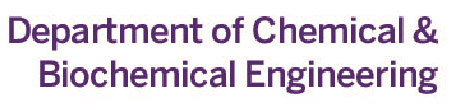 Department of Chemical &
Biochemical Engineering